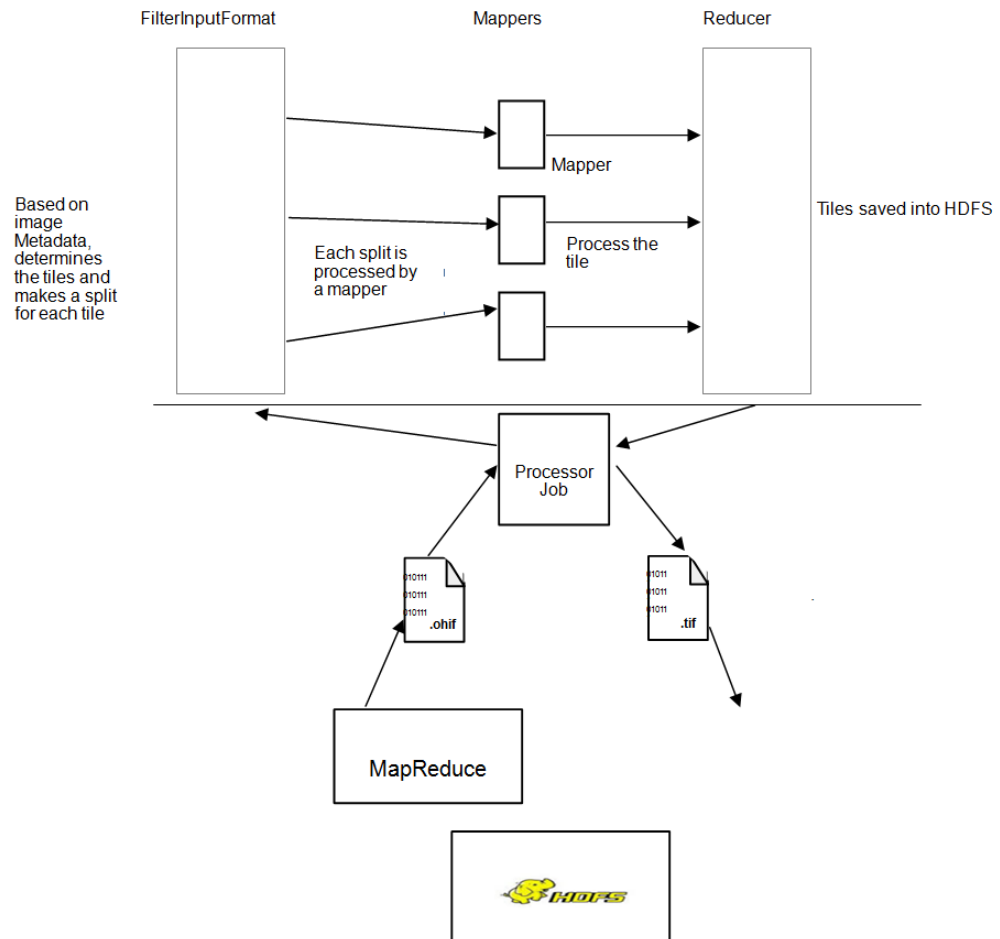 FilterInputFormat
Mappers
Reducer
Mapper
Based on
image
Metadata,
determines
the tiles and
makes a split
for each tile
Each split is
processed by
a mapper
Process the
tile
Tiles saved into HDFS
Processor
Job
010111
010111
010111
.ohif
01011
01011
01011
.tif
MapReduce
HDFS